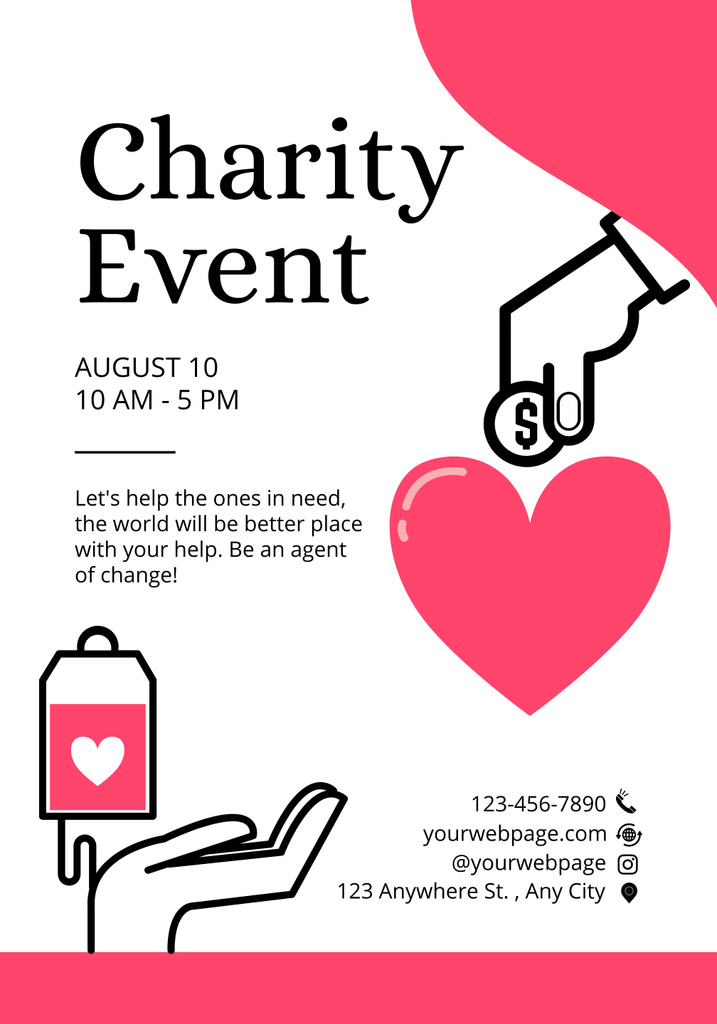 Charity
Event
AUGUST 10
10 AM - 5 PM
Let's help the ones in need,
the world will be better place
with your help. Be an agent
of change!
$
123-456-7890
yourwebpage.com
@yourwebpage
123 Anywhere St. , Any City